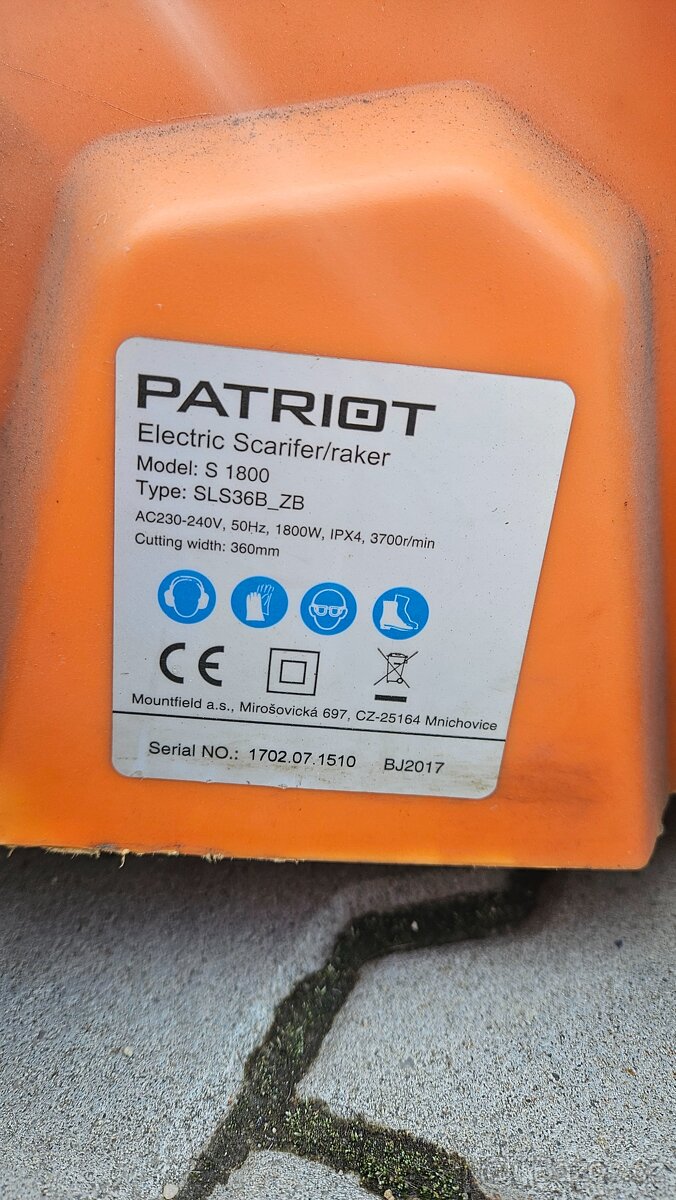 PATRIOT
Electric Scarifer/raker
Model: S 1800
Type: SLS36B_ZB
AC230-240V, 50Hz, 1800W, IPX4, 3700r/min
Cutting width: 360mm
CE
Mountfield a.s., Mirošovická 697, CZ-25164 Mnichovice
Serial NO.: 1702.07.1510 BJ2017